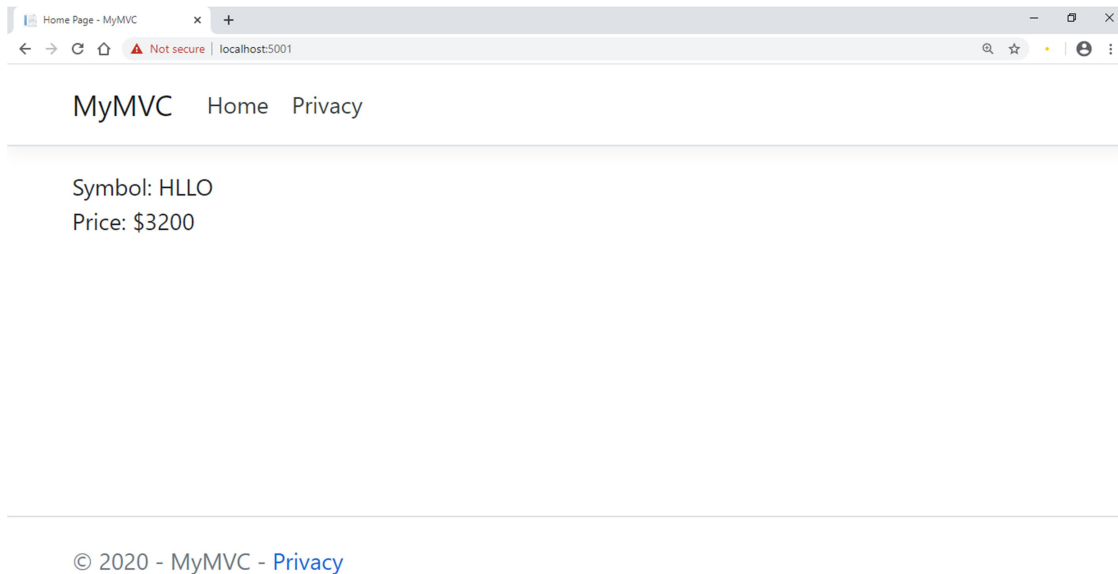 Home Page - MyMVC
Not secure | localhost:5001
MyMVC Home Privacy
Symbol: HLLO
Price: $3200
© 2020 - MyMVC - Privacy